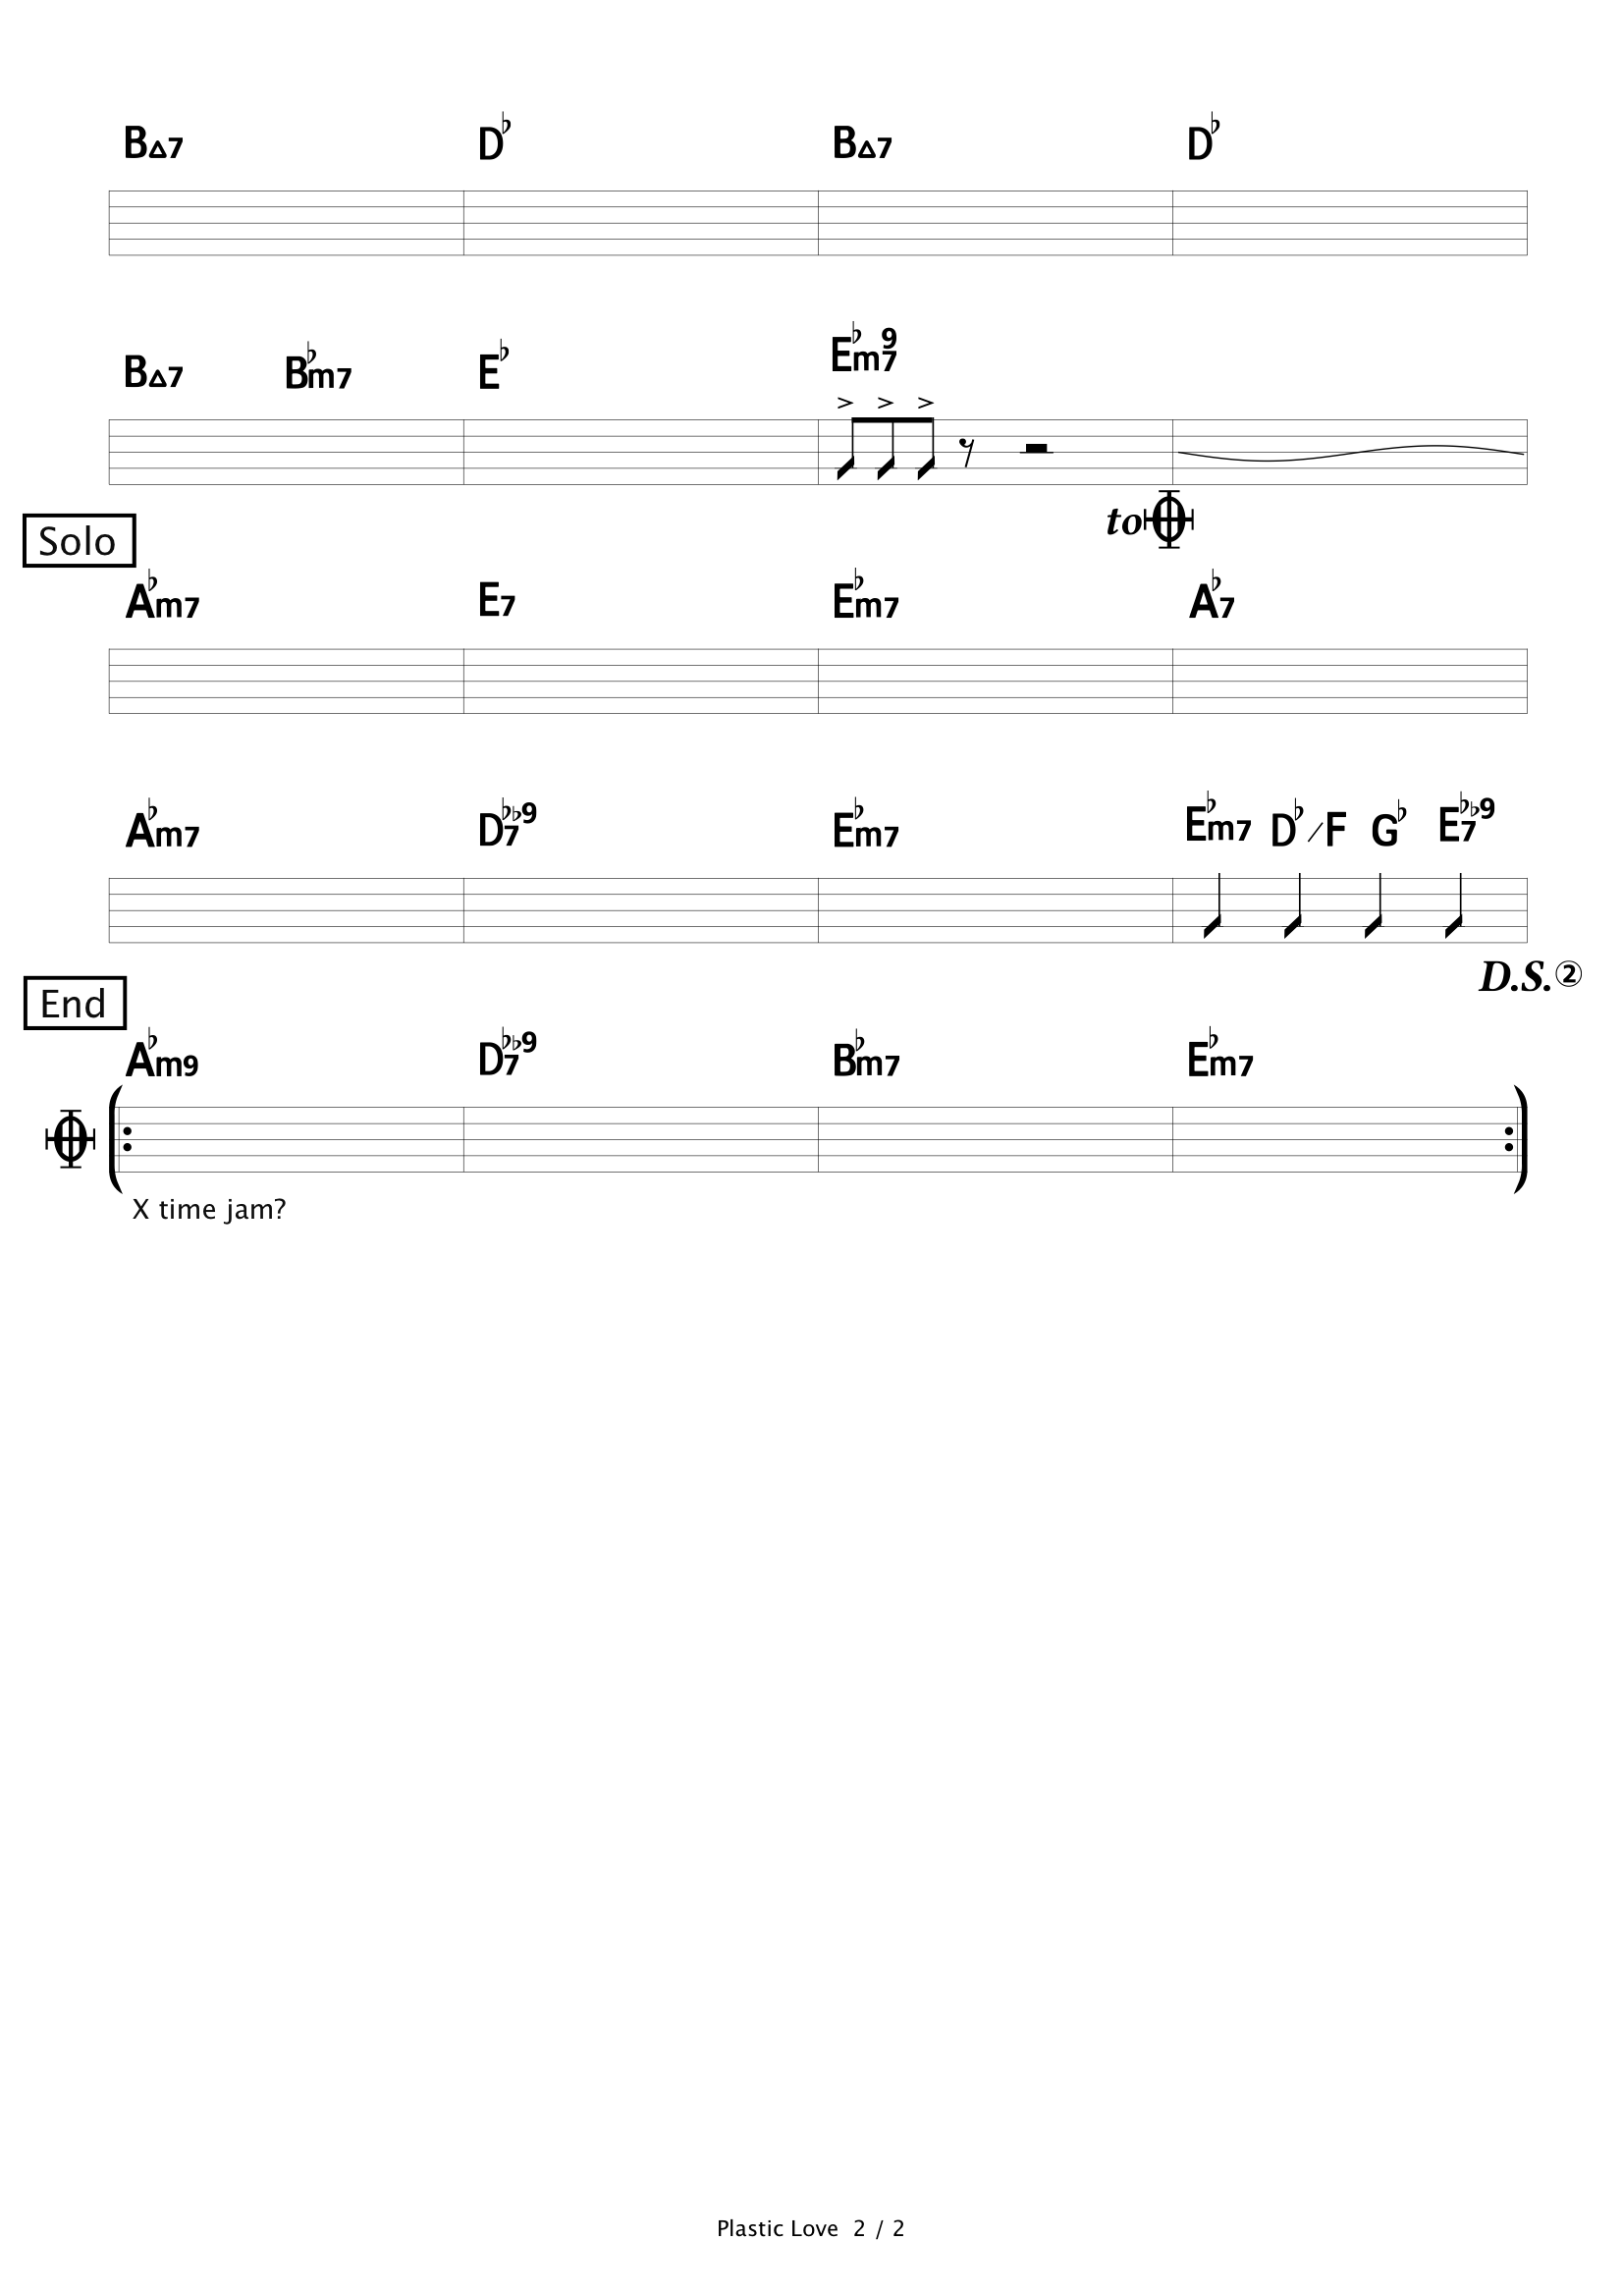 B△7 D♭ B△7 D♭
B△7 B♭m7 E♭ E♭m7 9
to
Solo
A♭m7 E7 E♭m7 A♭7
A♭m7 D♭7♭9 E♭m7 E♭m7 D♭/F G♭ E♭7♭9
D.S.②
End
A♭m9 D♭7♭9 B♭m7 E♭m7
X time jam?
Plastic Love 2 / 2